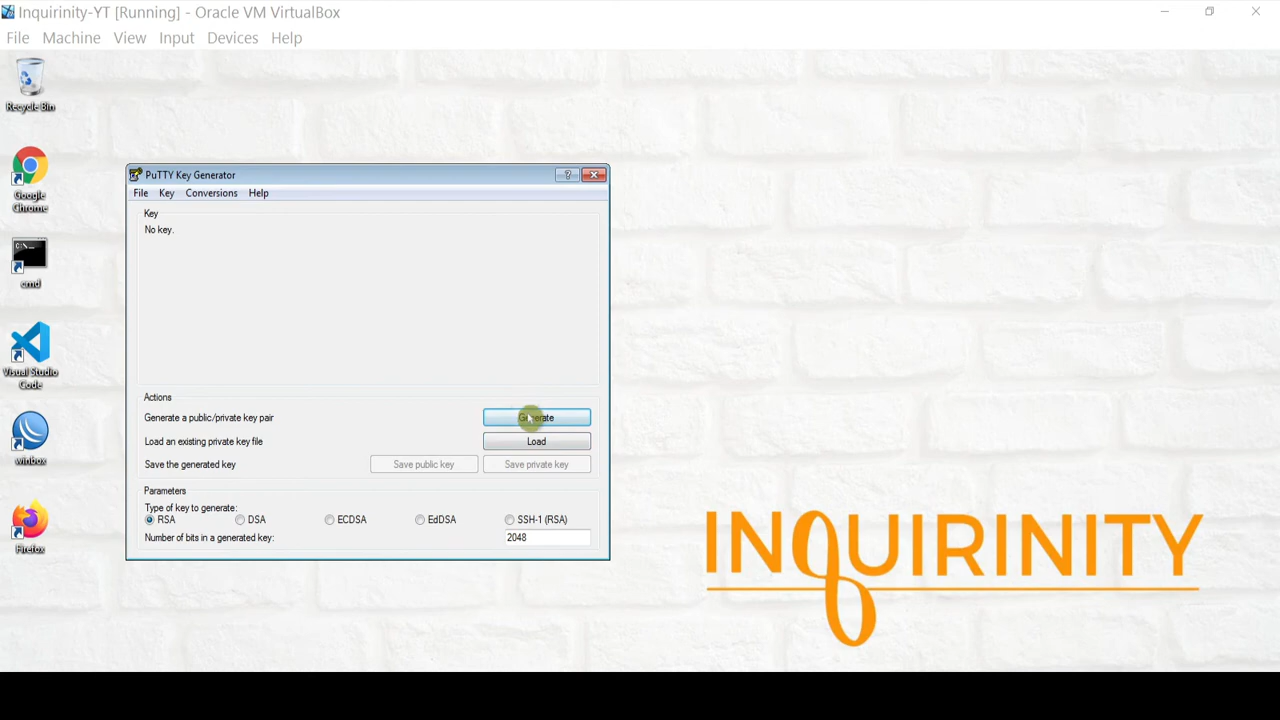 Inquirinity-YT [Running] - Oracle VM VirtualBox
File Machine View Input Devices Help
Recycle Bin
Google
Chrome
cmd
Visual Studio
Code
winbox
Firefox
PuTTY Key Generator
File Key Conversions Help
Key
No key.
Actions
Generate a public/private key pair
Generate
Load an existing private key file
Load
Save the generated key
Save public key
Save private key
Parameters
Type of key to generate:
RSA DSA ECDSA EdDSA SSH-1 (RSA)
Number of bits in a generated key:
2048
INQUIRINITY